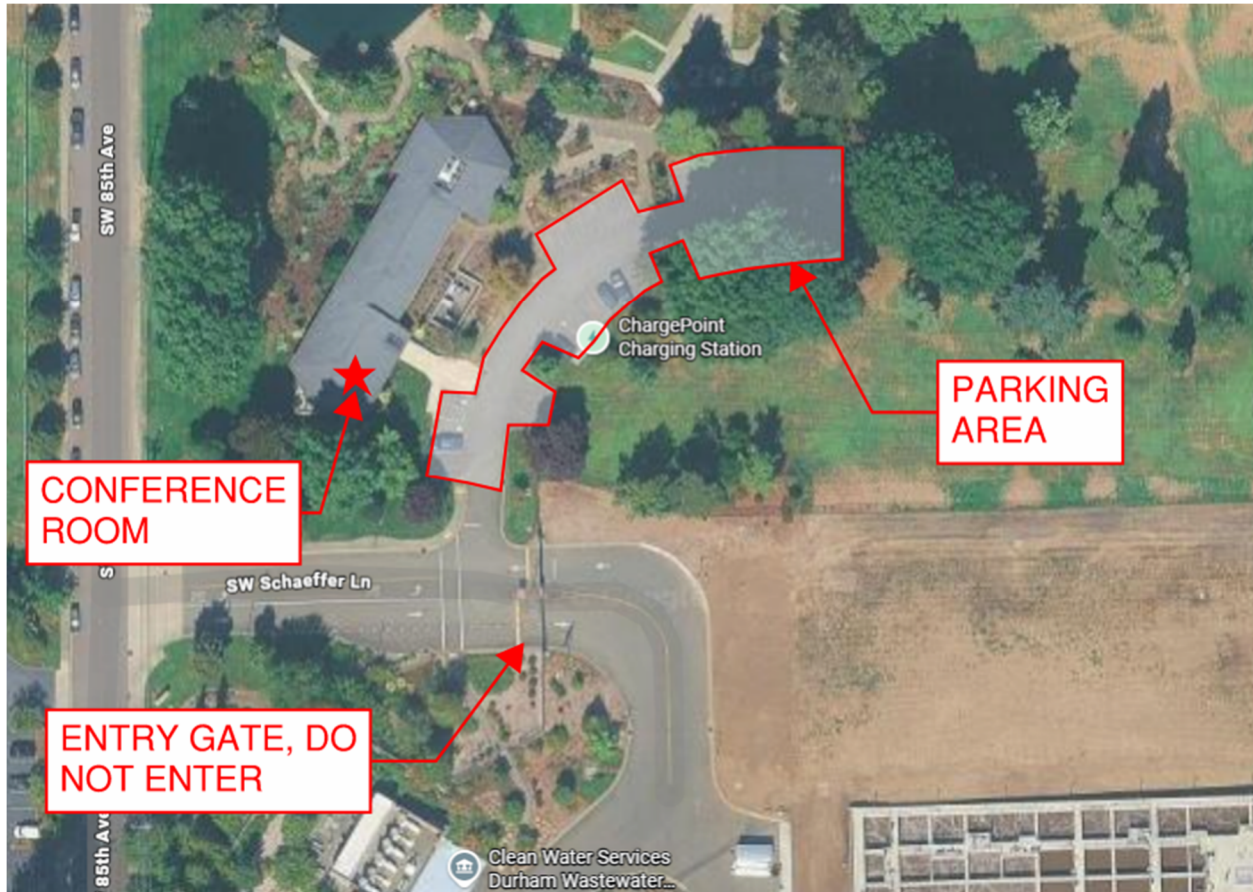 SW 85th Ave
ChargePoint
Charging Station
PARKING
AREA
CONFERENCE
ROOM
S
SW Schaeffer Ln
ENTRY GATE, DO
NOT ENTER
85th Ave
Clean Water Services
Durham Wastewater...